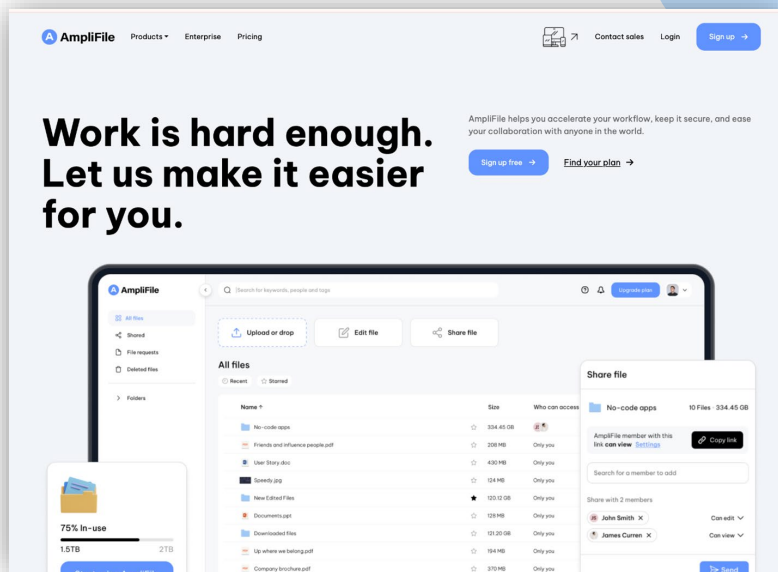 AmpliFile
Products
Enterprise
Pricing
Contact sales
Login
Sign up →
Work is hard enough.
Let us make it easier
for you.
AmpliFile helps you accelerate your workflow, keep it secure, and ease
your collaboration with anyone in the world.
Sign up free →
Find your plan →
AmpliFile
Search for keywords, people and tags
Upgrade plan
All files
Shared
File requests
Deleted files
Folders
Upload or drop
Edit file
Share file
All files
Recent
Starred
Name ↑
Size
Who can access
No-code apps
334.45 GB
Friends and influence people.pdf
208 MB
Only you
User Story.doc
430 MB
Only you
Speedy.jpg
124 MB
Only you
New Edited Files
120.12 GB
Only you
Documents.ppt
128 MB
Only you
Downloaded files
131.20 GB
Only you
Up where we belong.pdf
194 MB
Only you
Company brochure.pdf
370 MB
Only you
75% In-use
1.5TB
2TB
Share file
No-code apps
10 Files · 334.45 GB
AmpliFile member with this
link can view Settings
Copy link
Search for a member to add
Share with 2 members
John Smith ×
Can edit
James Curren ×
Can view
Send